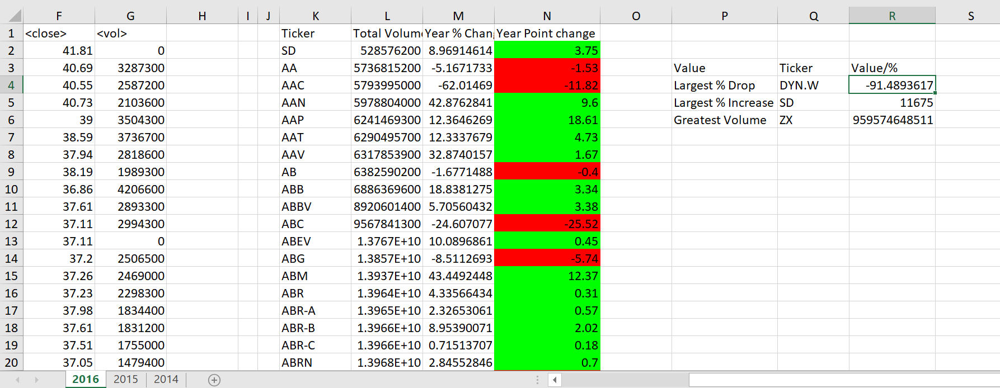 F G H I J K L M N O P Q R S
1 <close> <vol> Ticker Total Volum Year % Chan Year Point change
2 41.81 0 SD 528576200 8.96914614 3.75
3 40.69 3287300 AA 5736815200 -5.1671733 -1.53 Value Ticker Value/%
4 40.55 2587200 AAC 5793995000 -62.01469 -11.82 Largest % Drop DYN.W -91.4893617
5 40.73 2103600 AAN 5978804000 42.8762841 9.6 Largest % Increase SD 11675
6 39 3504300 AAP 6241469300 12.3646269 18.61 Greatest Volume ZX 959574648511
7 38.59 3736700 AAT 6290495700 12.3337679 4.73
8 37.94 2818600 AAV 6317853900 32.8740157 1.67
9 38.19 1989300 AB 6382590200 -1.6771488 -0.4
10 36.86 4206600 ABB 6886369600 18.8381275 3.34
11 37.61 2893300 ABBV 8920601400 5.70560432 3.38
12 37.11 2994300 ABC 9567841300 -24.607077 -25.52
13 37.11 0 ABEV 1.3767E+10 10.0896861 0.45
14 37.2 2506500 ABG 1.3857E+10 -8.5112693 -5.74
15 37.26 2469000 ABM 1.3937E+10 43.4492448 12.37
16 37.23 2298300 ABR 1.3964E+10 4.33566434 0.31
17 37.98 1834400 ABR-A 1.3965E+10 2.32653061 0.57
18 37.61 1831200 ABR-B 1.3966E+10 8.95390071 2.02
19 37.51 1755000 ABR-C 1.3966E+10 0.71513707 0.18
20 37.05 1479400 ABRN 1.3968E+10 2.84552846 0.7
2016 2015 2014